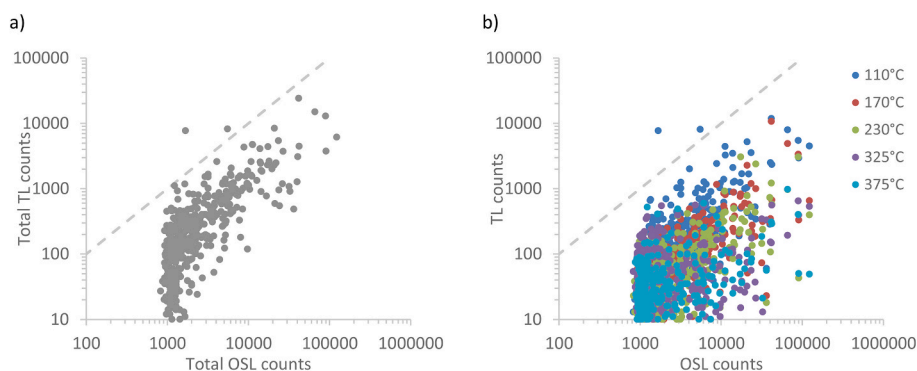 a)
100000
10000
1000
100
10
Total TL counts
100 1000 10000 100000 1000000
Total OSL counts
b)
100000
10000
1000
100
10
TL counts
100 1000 10000 100000 1000000
OSL counts
110°C
170°C
230°C
325°C
375°C